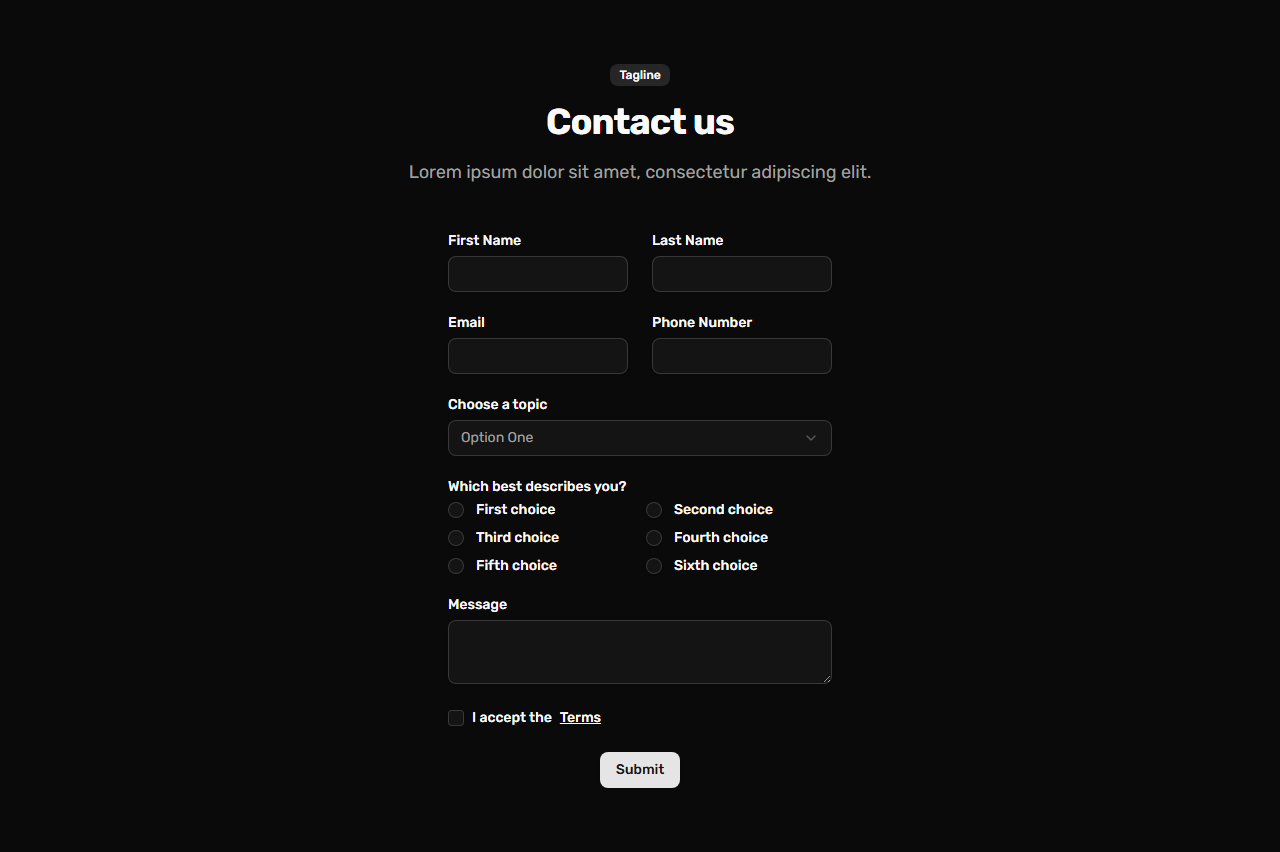 Tagline
Contact us
Lorem ipsum dolor sit amet, consectetur adipiscing elit.
First Name
Last Name
Email
Phone Number
Choose a topic
Option One
Which best describes you?
First choice
Second choice
Third choice
Fourth choice
Fifth choice
Sixth choice
Message
I accept the Terms
Submit